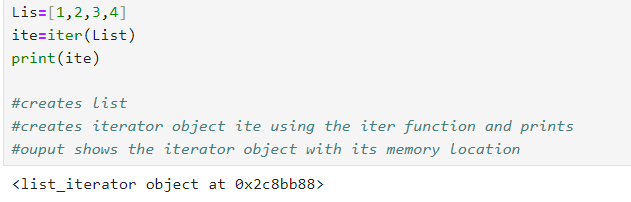 Lis=[1,2,3,4]
ite=iter(List)
print(ite)
#creates list
#creates iterator object ite using the iter function and prints
#ouput shows the iterator object with its memory location
<list_iterator object at 0x2c8bb88>